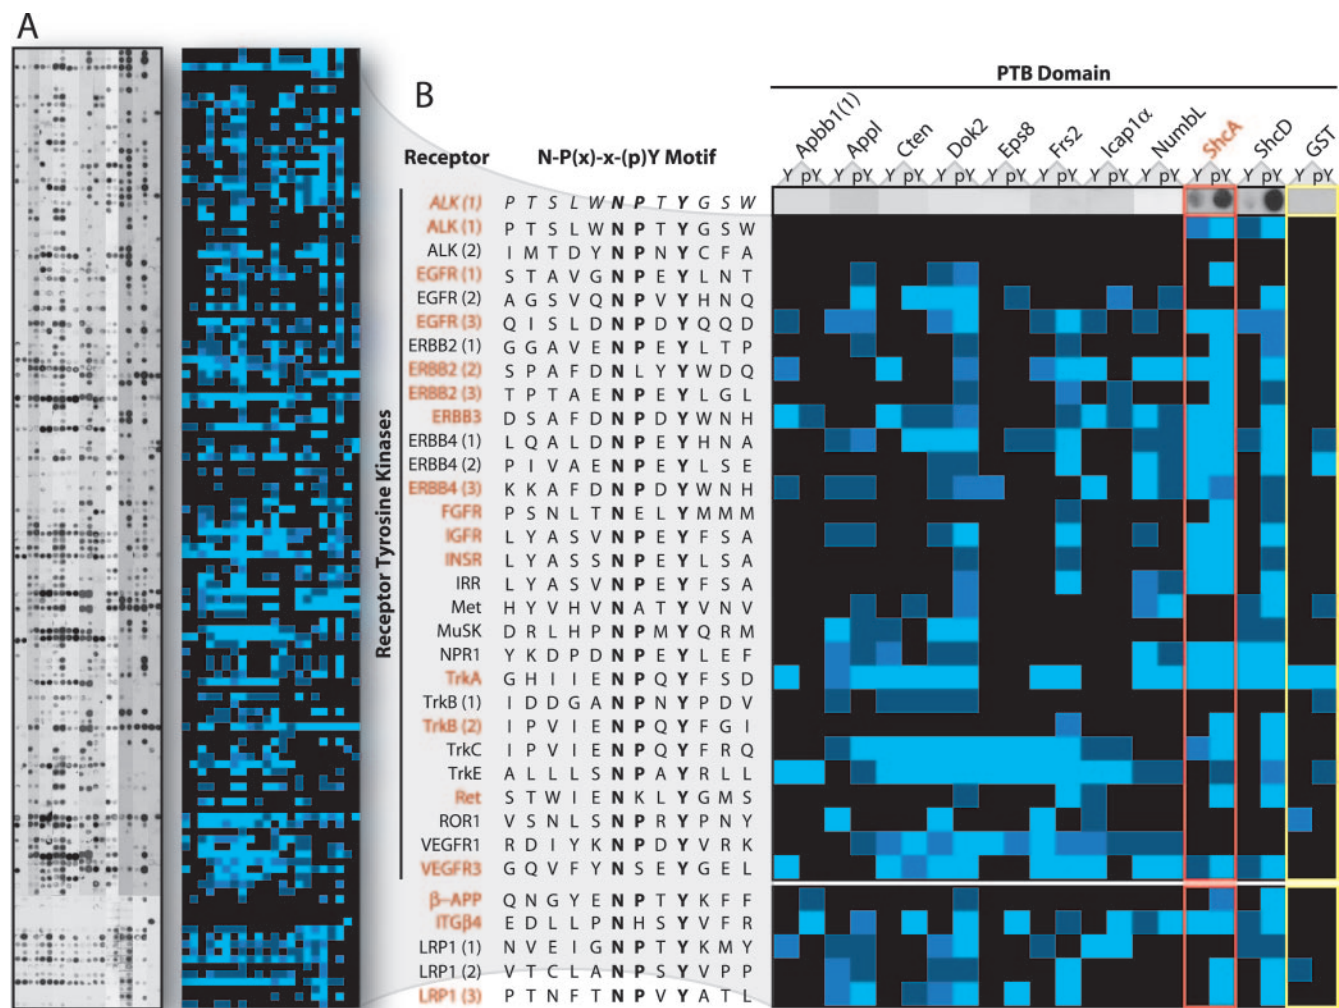 A
B
PTB Domain
Apbb1(1) Appl Cten Dok2 Eps8 Frs2 Icap1α NumbL ShcA ShcD GST
Receptor N-P(x)-x-(p)Y Motif
Y pY Y pY Y pY Y pY Y pY Y pY Y pY Y pY Y pY Y pY Y pY
Receptor Tyrosine Kinases
ALK (1) P T S L W N P T Y G S W
ALK (1) P T S L W N P T Y G S W
ALK (2) I M T D Y N P N Y C F A
EGFR (1) S T A V G N P E Y L N T
EGFR (2) A G S V Q N P V Y H N Q
EGFR (3) Q I S L D N P D Y Q Q D
ERBB2 (1) G G A V E N P E Y L T P
ERBB2 (2) S P A F D N L Y Y W D Q
ERBB2 (3) T P T A E N P E Y L G L
ERBB3 D S A F D N P D Y W N H
ERBB4 (1) L Q A L D N P E Y H N A
ERBB4 (2) P I V A E N P E Y L S E
ERBB4 (3) K K A F D N P D Y W N H
FGFR P S N L T N E L Y M M M
IGFR L Y A S V N P E Y F S A
INSR L Y A S S N P E Y L S A
IRR L Y A S V N P E Y F S A
Met H Y V H V N A T Y V N V
MuSK D R L H P N P M Y Q R M
NPR1 Y K D P D N P E Y L E F
TrkA G H I I E N P Q Y F S D
TrkB (1) I D D G A N P N Y P D V
TrkB (2) I P V I E N P Q Y F G I
TrkC I P V I E N P Q Y F R Q
TrkE A L L L S N P A Y R L L
Ret S T W I E N K L Y G M S
ROR1 V S N L S N P R Y P N Y
VEGFR1 R D I Y K N P D Y V R K
VEGFR3 G Q V F Y N S E Y G E L
β-APP Q N G Y E N P T Y K F F
ITGβ4 E D L L P N H S Y V F R
LRP1 (1) N V E I G N P T Y K M Y
LRP1 (2) V T C L A N P S Y V P P
LRP1 (3) P T N F T N P V Y A T L